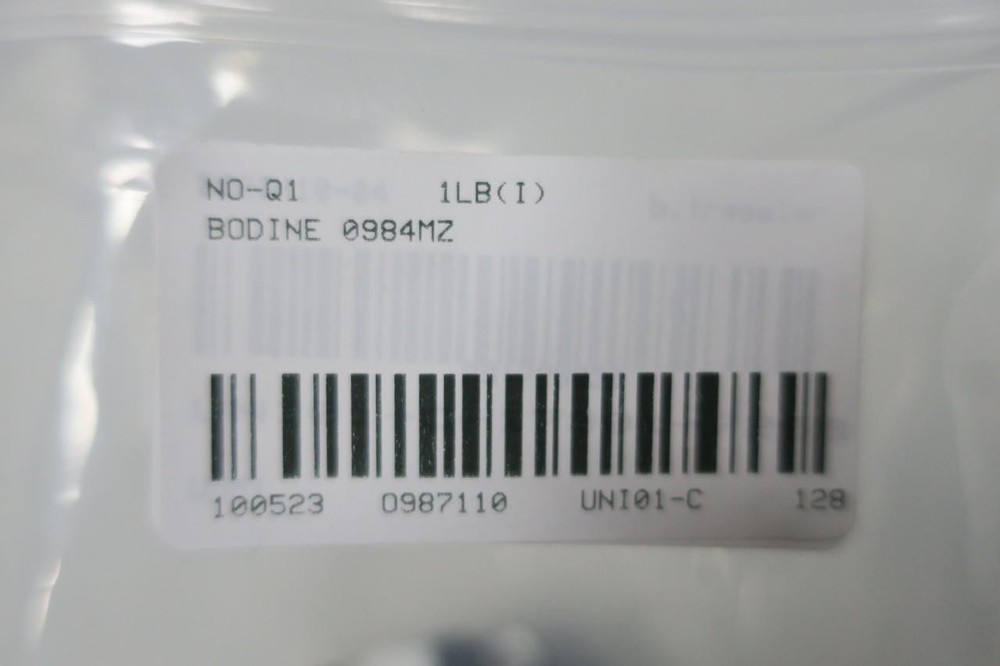 NO-Q1 1LB(I)
BODINE 0984MZ
100523 0987110 UNI01-C 128